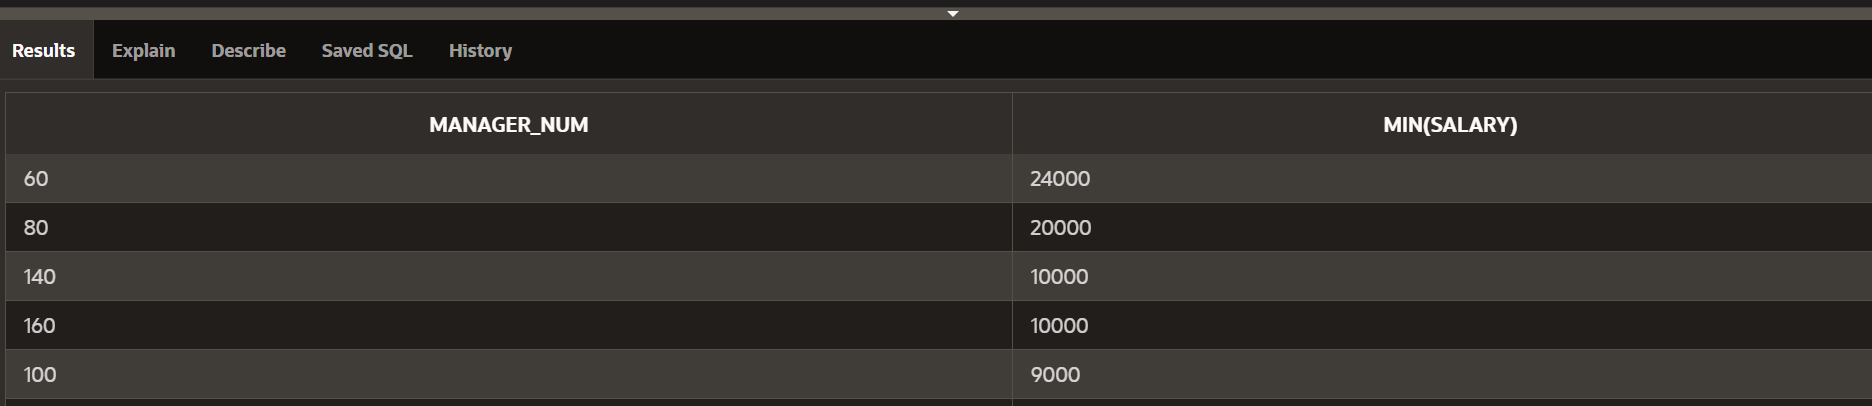 Results Explain Describe Saved SQL History
MANAGER_NUM MIN(SALARY)
60 24000
80 20000
140 10000
160 10000
100 9000